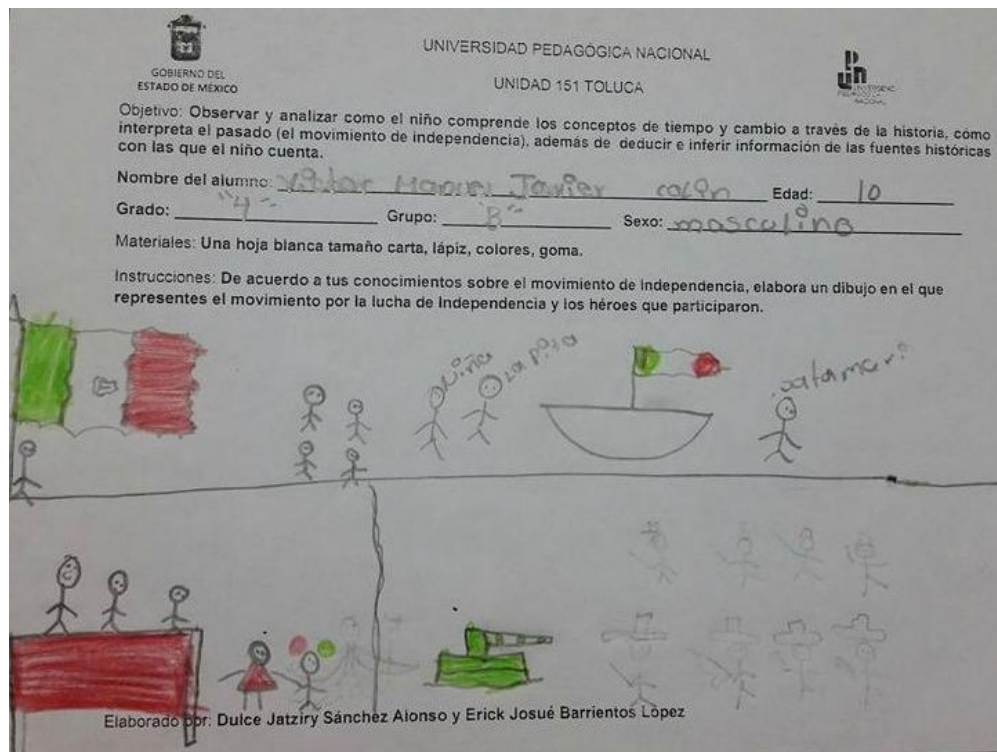 UNIVERSIDAD PEDAGÓGICA NACIONAL
GOBIERNO DEL
ESTADO DE MÉXICO
UNIDAD 151 TOLUCA
Objetivo: Observar y analizar como el niño comprende los conceptos de tiempo y cambio a través de la historia, cómo
interpreta el pasado (el movimiento de independencia), además de deducir e inferir información de las fuentes históricas
con las que el niño cuenta.
Nombre del alumno: Manuel Javier colin Edad: 10
Grado: "4" Grupo: "B" Sexo: masculino
Materiales: Una hoja blanca tamaño carta, lápiz, colores, goma.
Instrucciones: De acuerdo a tus conocimientos sobre el movimiento de Independencia, elabora un dibujo en el que
representes el movimiento por la lucha de Independencia y los héroes que participaron.
zapata
Elaborado por: Dulce Jatziry Sánchez Alonso y Erick Josué Barrientos López